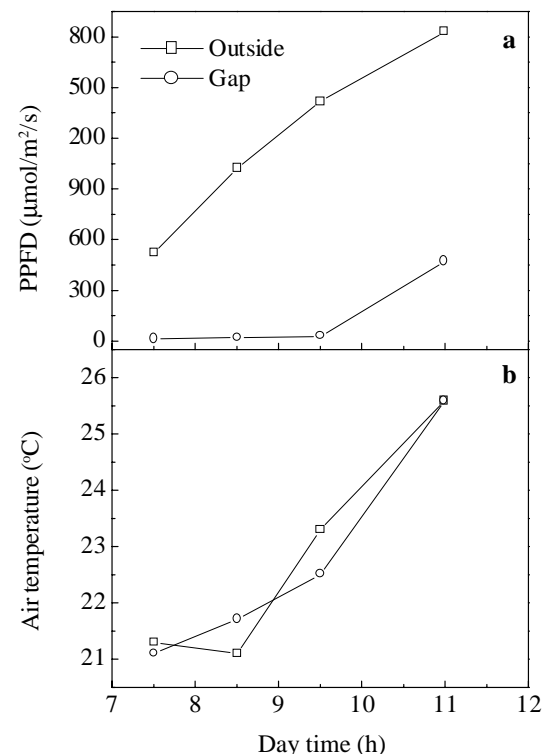 800
500
200
900
600
300
0
PPFD (µmol/m²/s)
Outside
Gap
a
26
25
24
23
22
21
Air temperature (°C)
b
7 8 9 10 11 12
Day time (h)